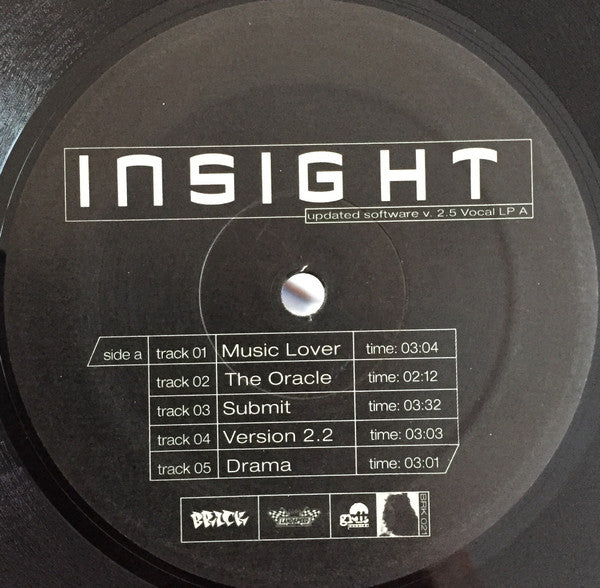 INSIGHT
updated software v. 2.5 Vocal LP A
side a track 01 Music Lover time: 03:04
track 02 The Oracle time: 02:12
track 03 Submit time: 03:32
track 04 Version 2.2 time: 03:03
track 05 Drama time: 03:01
BRICK
BRK 021